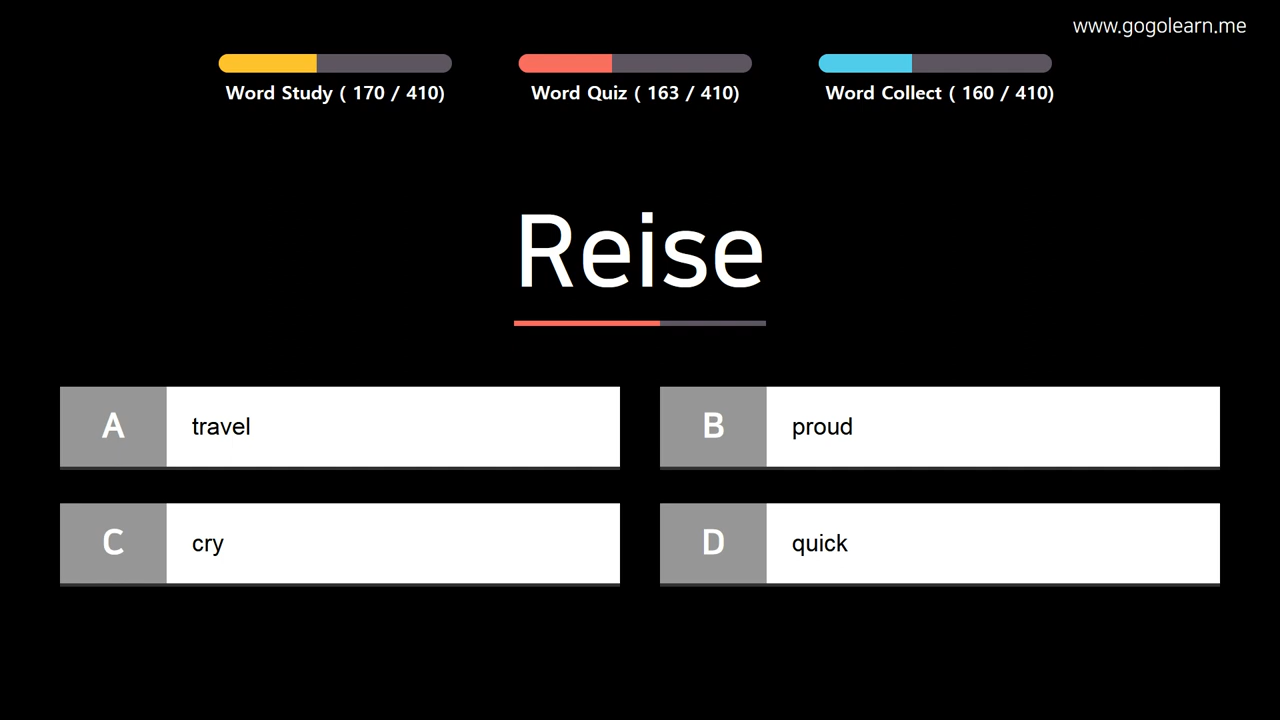 www.gogolearn.me
Word Study ( 170 / 410)
Word Quiz ( 163 / 410)
Word Collect ( 160 / 410)
Reise
A travel
B proud
C cry
D quick